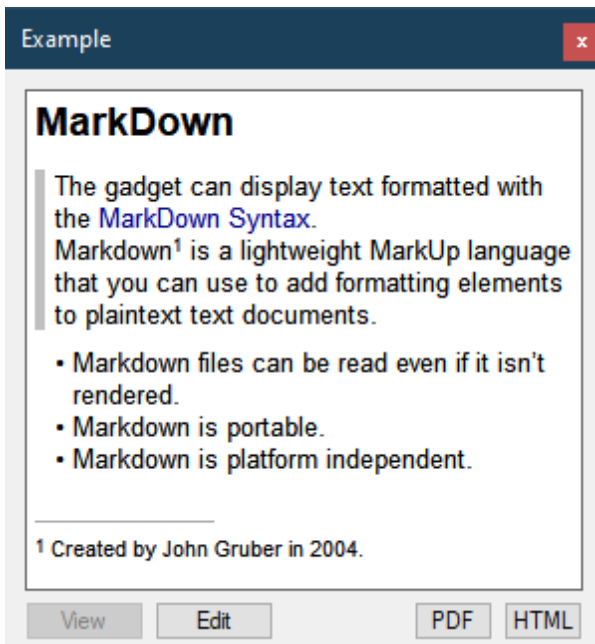 Example
x
MarkDown
The gadget can display text formatted with
the MarkDown Syntax.
Markdown¹ is a lightweight MarkUp language
that you can use to add formatting elements
to plaintext text documents.
• Markdown files can be read even if it isn't
rendered.
• Markdown is portable.
• Markdown is platform independent.
¹ Created by John Gruber in 2004.
View Edit PDF HTML